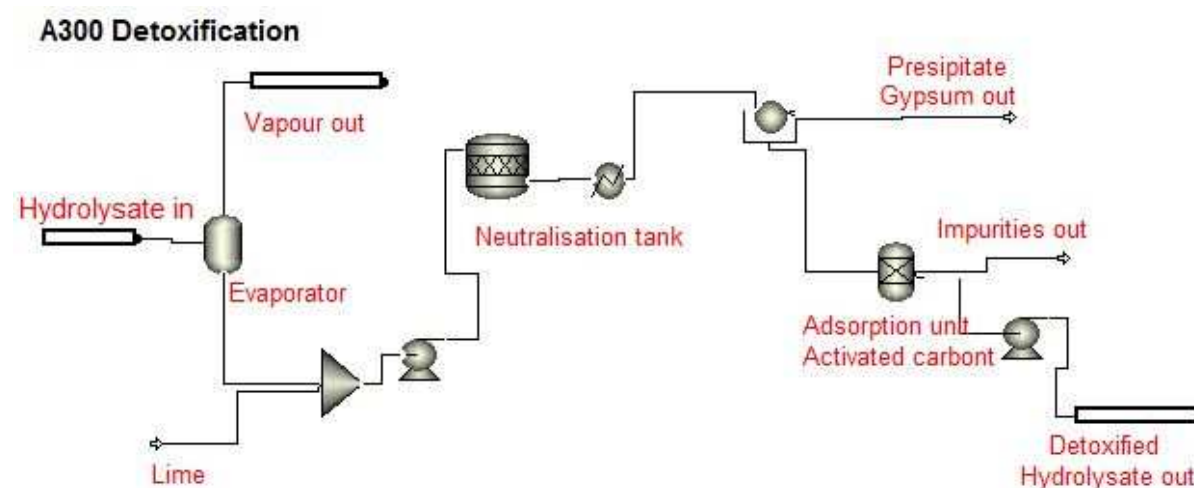 A300 Detoxification
Vapour out
Hydrolysate in
Evaporator
Lime
Neutralisation tank
Presipitate
Gypsum out
Impurities out
Adsorption unit
Activated carbont
Detoxified
Hydrolysate out